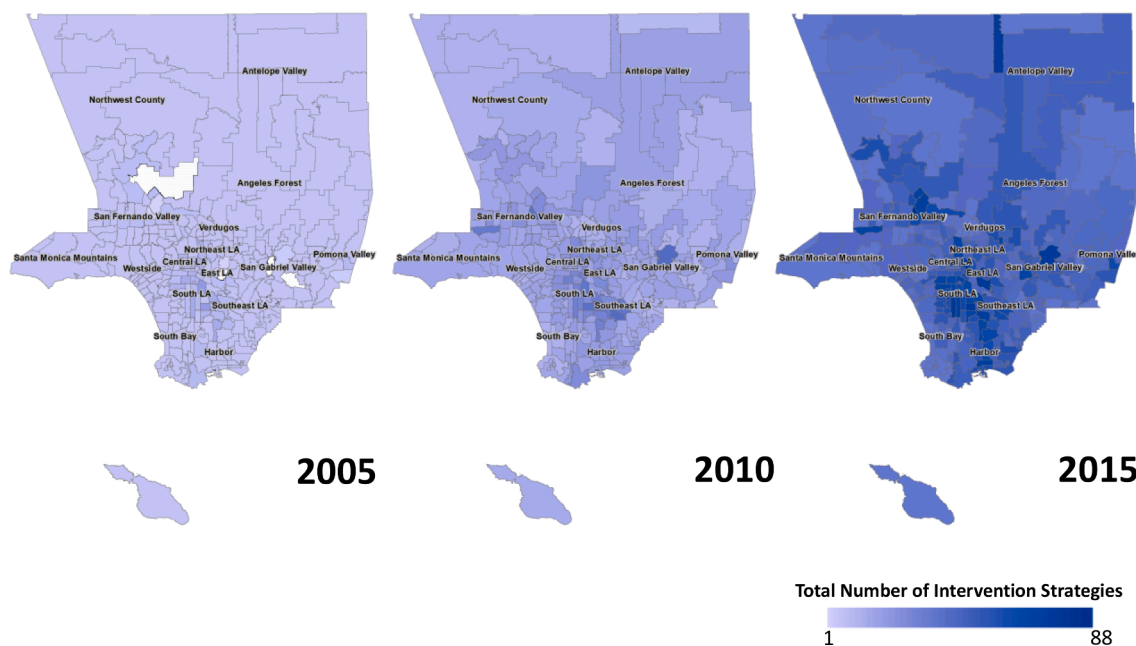 Antelope Valley
Northwest County
Angeles Forest
San Fernando Valley
Verdugos
Northeast LA
Santa Monica Mountains
Central LA
Pomona Valley
Westside
East LA
San Gabriel Valley
South LA
Southeast LA
South Bay
Harbor
2005
Antelope Valley
Northwest County
Angeles Forest
San Fernando Valley
Verdugos
Northeast LA
Santa Monica Mountains
Central LA
Pomona Valley
Westside
East LA
San Gabriel Valley
South LA
Southeast LA
South Bay
Harbor
2010
Antelope Valley
Northwest County
Angeles Forest
San Fernando Valley
Verdugos
Northeast LA
Santa Monica Mountains
Central LA
Pomona Valle
Westside
East LA
San Gabriel Valley
South LA
Southeast LA
South Bay
Harbor
2015
Total Number of Intervention Strategies
1 88